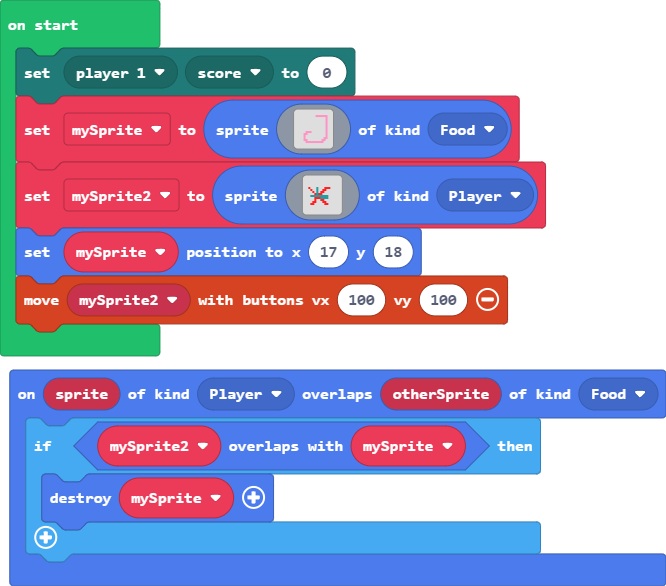 on start
set player 1 score to 0
set mySprite to sprite of kind Food
set mySprite2 to sprite of kind Player
set mySprite position to x 17 y 18
move mySprite2 with buttons vx 100 vy 100
on sprite of kind Player overlaps otherSprite of kind Food
if mySprite2 overlaps with mySprite then
destroy mySprite